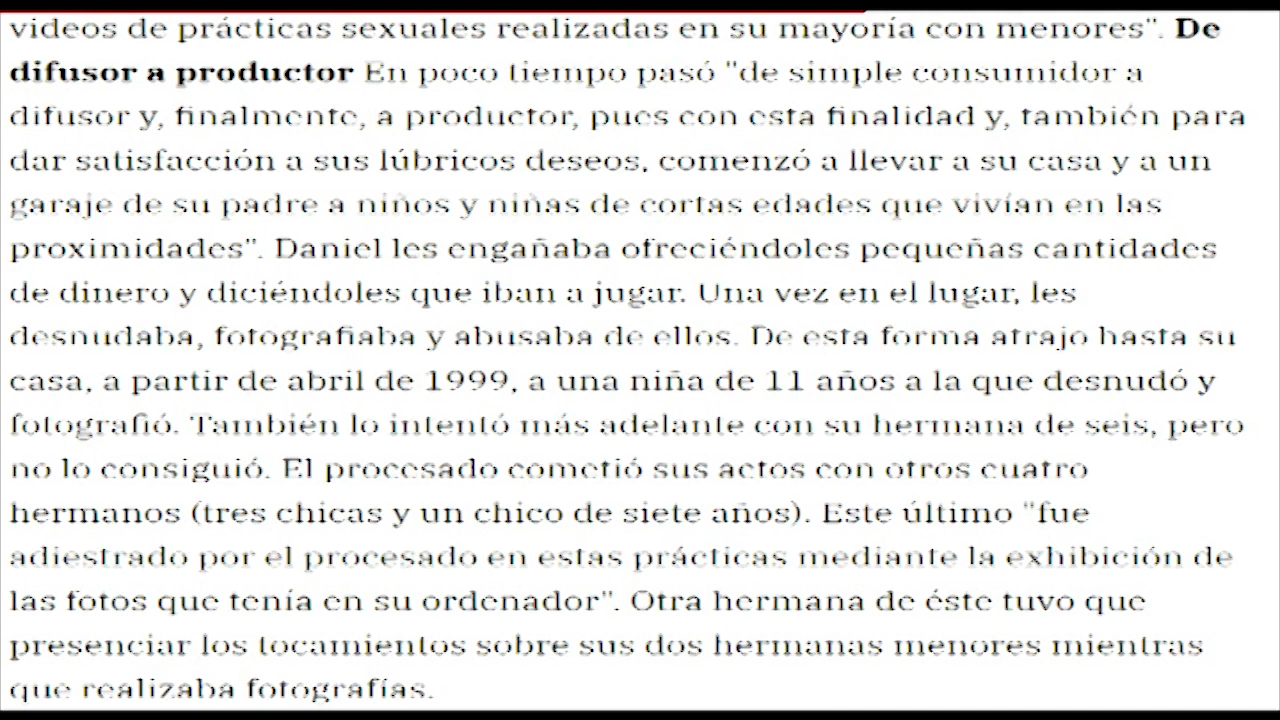 videos de prácticas sexuales realizadas en su mayoría con menores". De
difusor a productor En poco tiempo pasó "de simple consumidor a
difusor y, finalmente, a productor, pues con esta finalidad y, también para
dar satisfacción a sus lúbricos deseos, comenzó a llevar a su casa y a un
garaje de su padre a niños y niñas de cortas edades que vivían en las
proximidades". Daniel les engañaba ofreciéndoles pequeñas cantidades
de dinero y diciéndoles que iban a jugar. Una vez en el lugar, les
desnudaba, fotografiaba y abusaba de ellos. De esta forma atrajo hasta su
casa, a partir de abril de 1999, a una niña de 11 años a la que desnudó y
fotografió. También lo intentó más adelante con su hermana de seis, pero
no lo consiguió. El procesado cometió sus actos con otros cuatro
hermanos (tres chicas y un chico de siete años). Este último "fue
adiestrado por el procesado en estas prácticas mediante la exhibición de
las fotos que tenía en su ordenador". Otra hermana de éste tuvo que
presenciar los tocamientos sobre sus dos hermanas menores mientras
que realizaba fotografías.